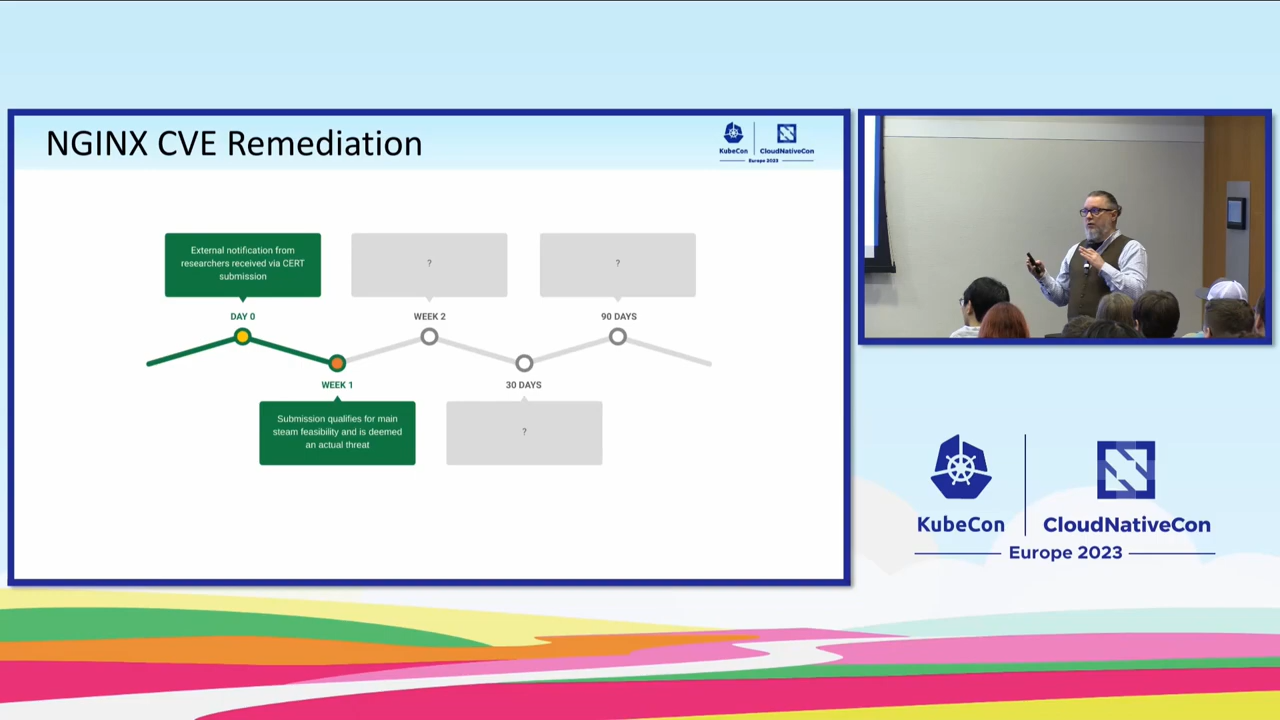 NGINX CVE Remediation
KubeCon
CloudNativeCon
Europe 2023
External notification from
researchers received via CERT
submission
?
?
DAY 0
WEEK 2
90 DAYS
WEEK 1
30 DAYS
Submission qualifies for main
steam feasibility and is deemed
an actual threat
?
KubeCon
CloudNativeCon
Europe 2023